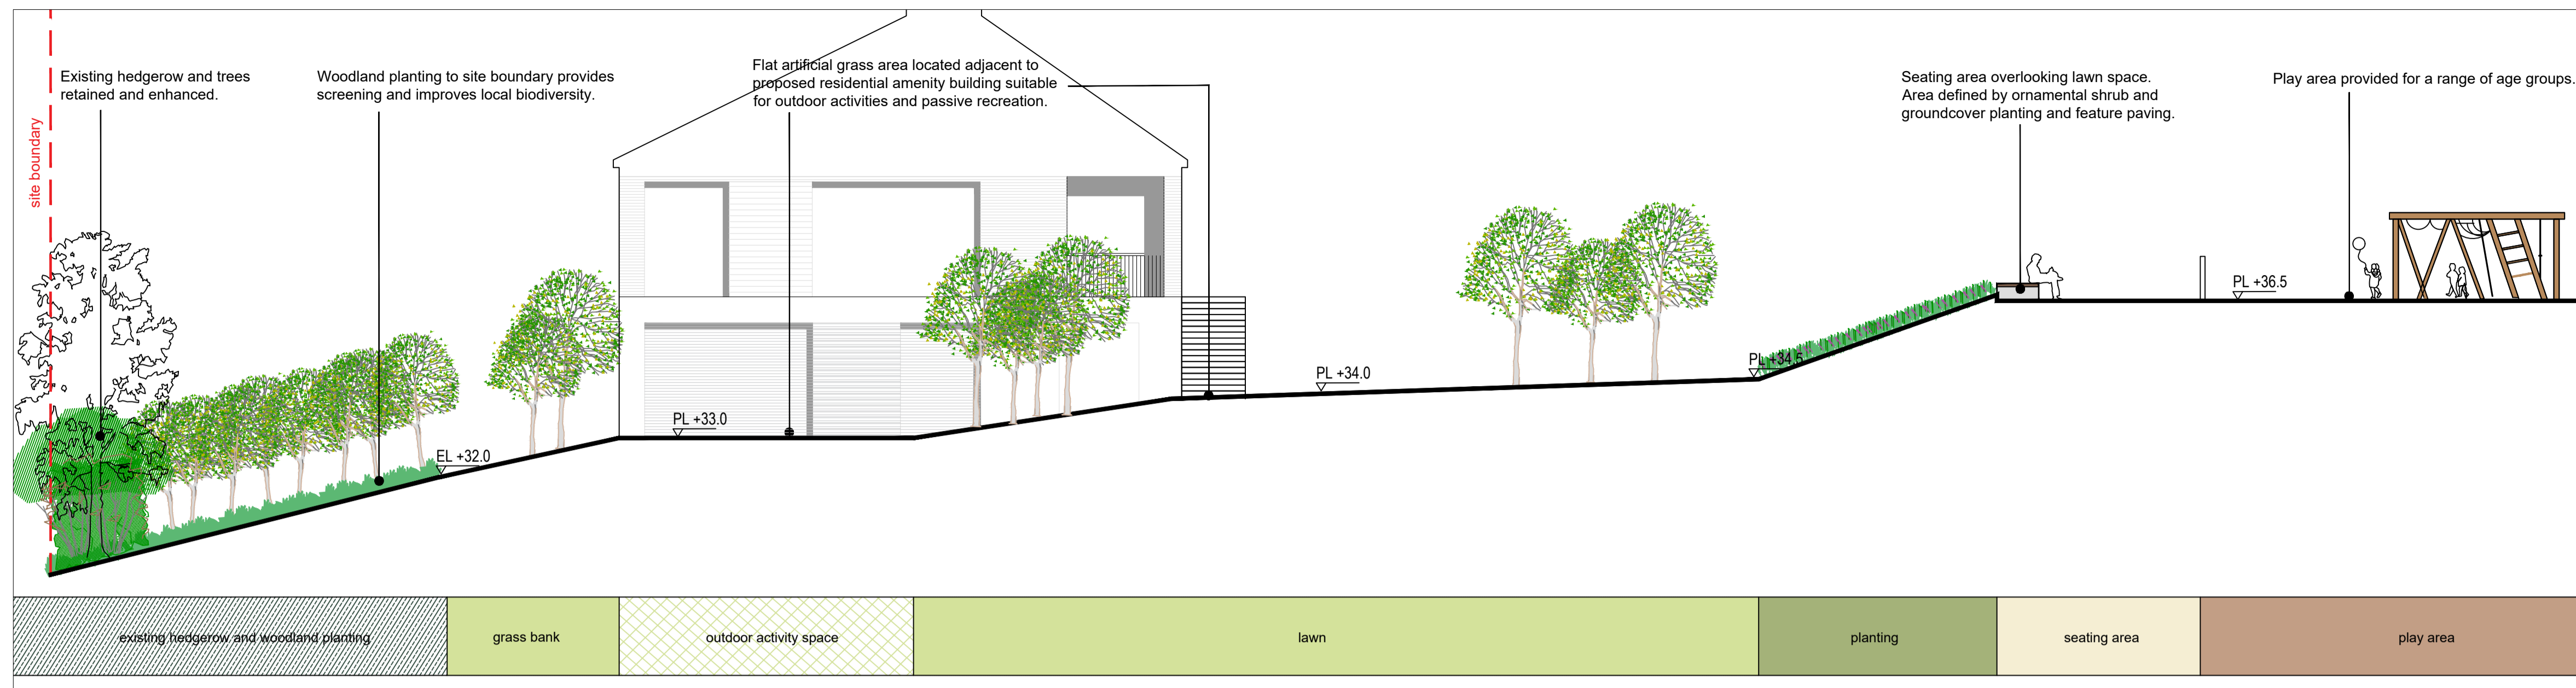 site boundary
Existing hedgerow and trees
retained and enhanced.
Woodland planting to site boundary provides
screening and improves local biodiversity.
Flat artificial grass area located adjacent to
proposed residential amenity building suitable
for outdoor activities and passive recreation.
Seating area overlooking lawn space.
Area defined by ornamental shrub and
groundcover planting and feature paving.
Play area provided for a range of age groups.
EL +32.0
PL +33.0
PL +34.0
PL +34.5
PL +36.5
existing hedgerow and woodland planting
grass bank
outdoor activity space
lawn
planting
seating area
play area